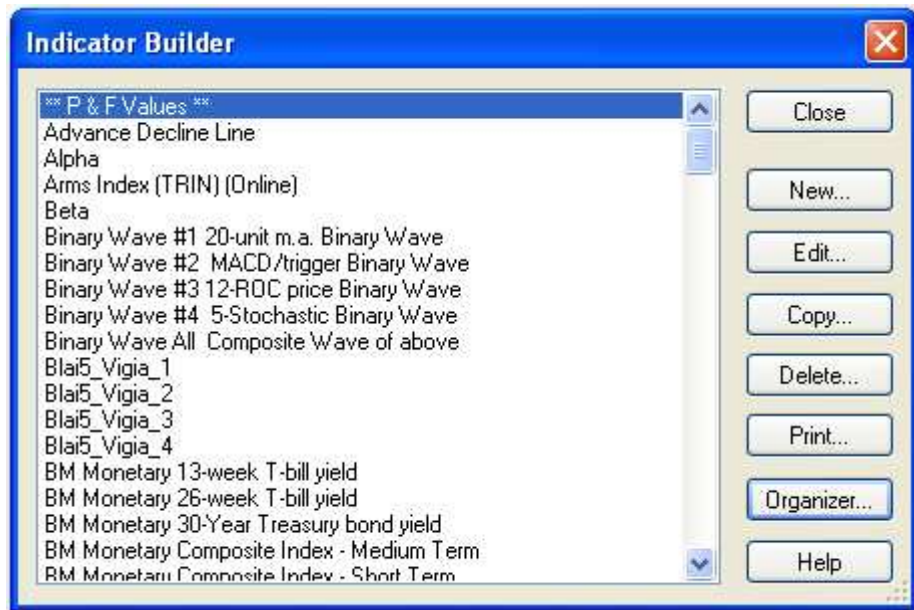 Indicator Builder
** P & F Values **
Advance Decline Line
Alpha
Arms Index (TRIN) (Online)
Beta
Binary Wave #1 20-unit m.a. Binary Wave
Binary Wave #2  MACD/trigger Binary Wave
Binary Wave #3 12-ROC price Binary Wave
Binary Wave #4  5-Stochastic Binary Wave
Binary Wave All  Composite Wave of above
Blai5_Vigia_1
Blai5_Vigia_2
Blai5_Vigia_3
Blai5_Vigia_4
BM Monetary 13-week T-bill yield
BM Monetary 26-week T-bill yield
BM Monetary 30-Year Treasury bond yield
BM Monetary Composite Index - Medium Term
BM Monetary Composite Index - Short Term
Close
New...
Edit...
Copy...
Delete...
Print...
Organizer...
Help